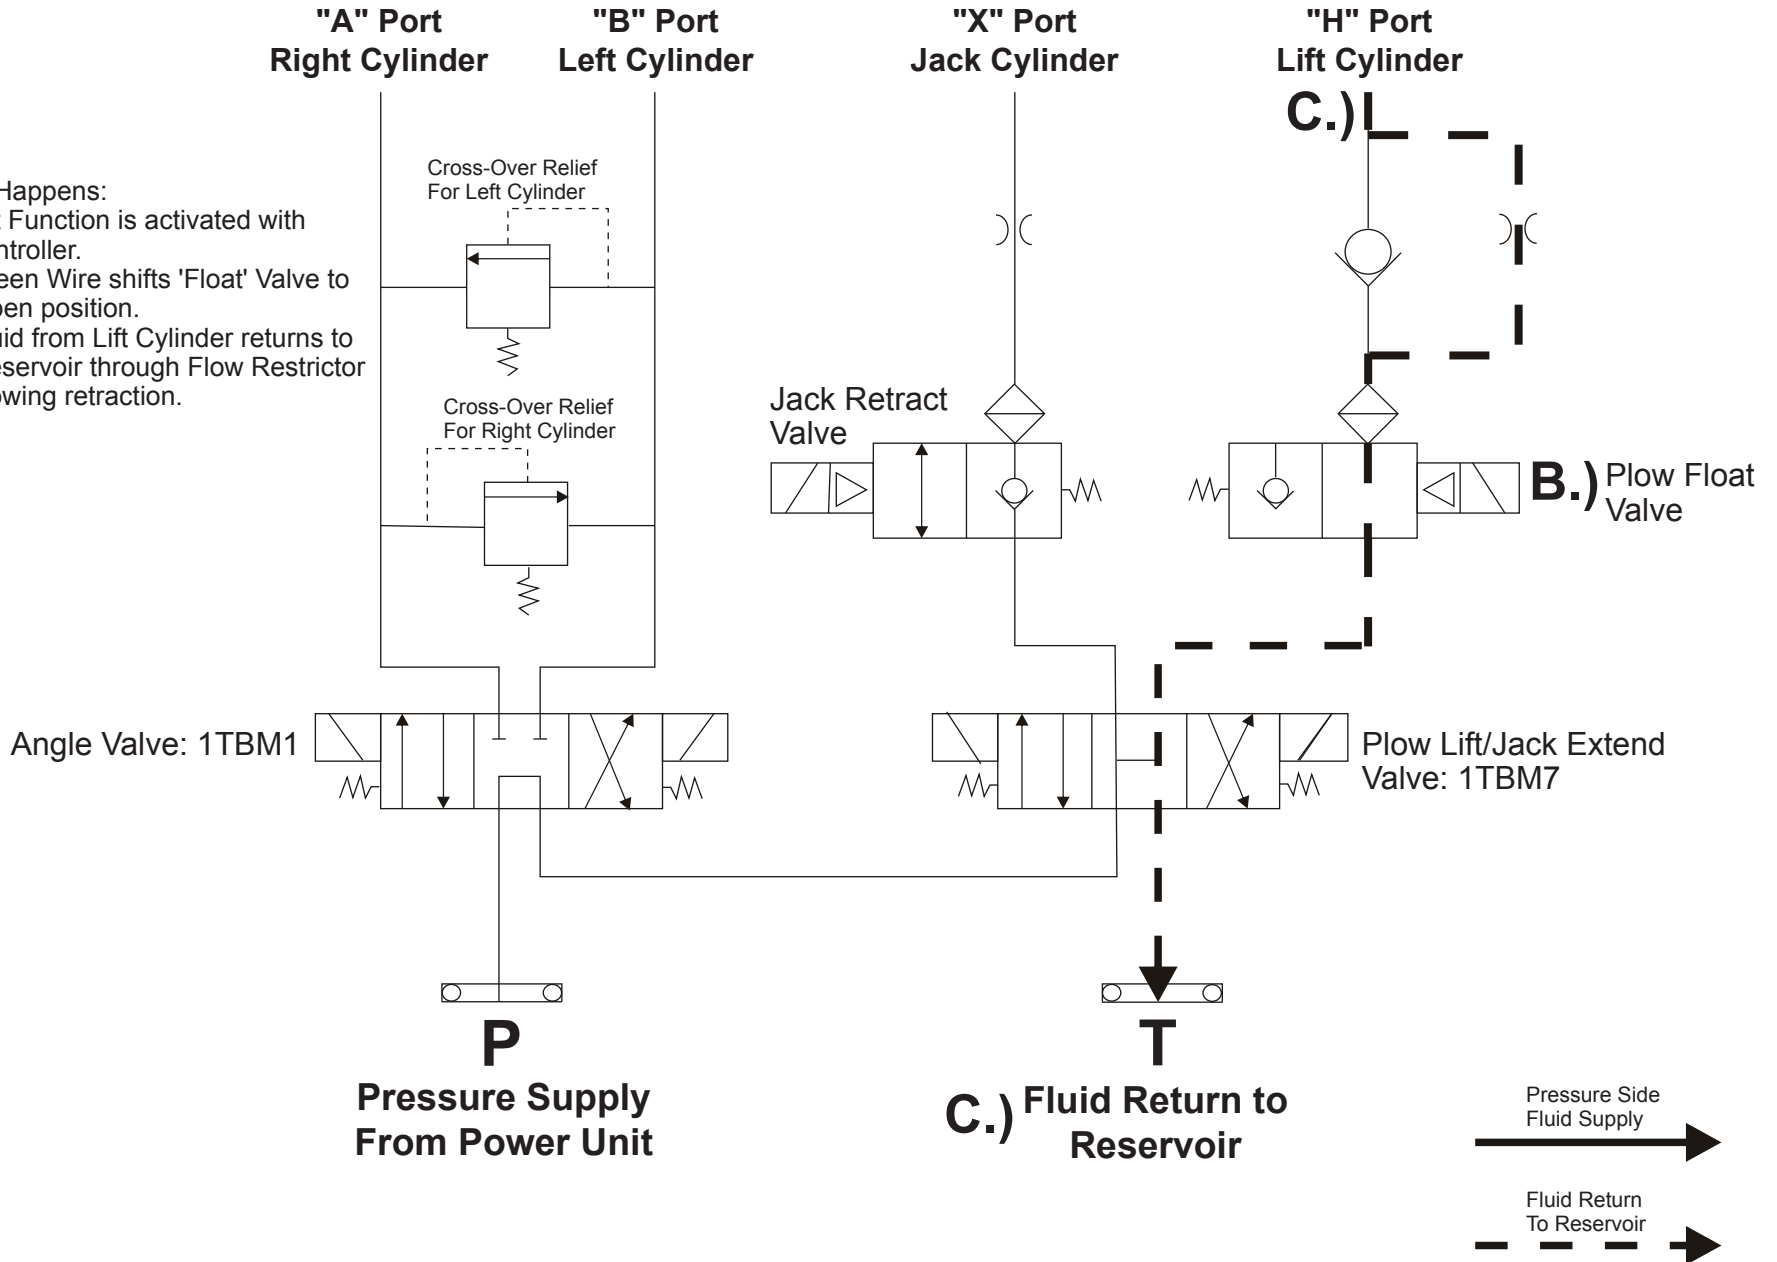 "A" Port
Right Cylinder
"B" Port
Left Cylinder
"X" Port
Jack Cylinder
"H" Port
Lift Cylinder
C.)
Happens:
Function is activated with
ntroller.
een Wire shifts 'Float' Valve to
pen position.
uid from Lift Cylinder returns to
eservoir through Flow Restrictor
owing retraction.
Cross-Over Relief
For Left Cylinder
Cross-Over Relief
For Right Cylinder
Jack Retract
Valve
B.)
Plow Float
Valve
Angle Valve: 1TBM1
Plow Lift/Jack Extend
Valve: 1TBM7
P
Pressure Supply
From Power Unit
T
C.) Fluid Return to
Reservoir
Pressure Side
Fluid Supply
Fluid Return
To Reservoir